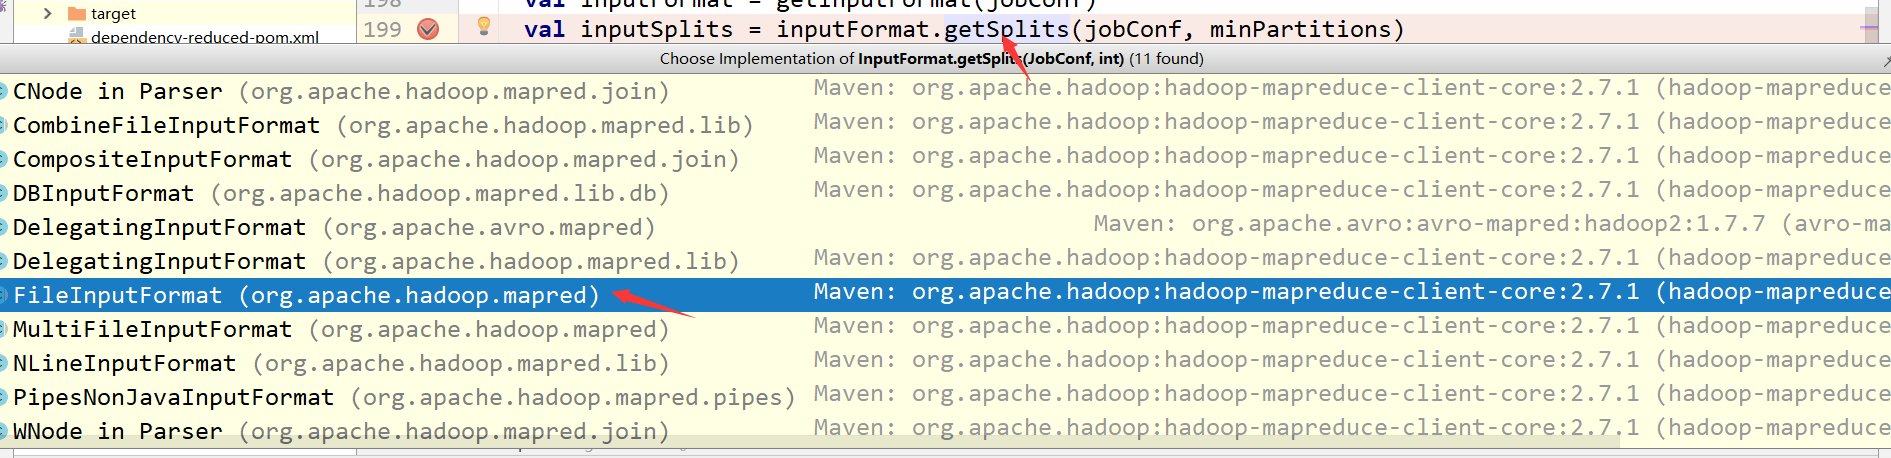 target
198 val inputFormat = getInputFormat(jobConf)
dependency-reduced-pom.xml
199 val inputSplits = inputFormat.getSplits(jobConf, minPartitions)
Choose Implementation of InputFormat.getSplits(JobConf, int) (11 found)
CNode in Parser (org.apache.hadoop.mapred.join) Maven: org.apache.hadoop:hadoop-mapreduce-client-core:2.7.1 (hadoop-mapreduce
CombineFileInputFormat (org.apache.hadoop.mapred.lib) Maven: org.apache.hadoop:hadoop-mapreduce-client-core:2.7.1 (hadoop-mapreduce
CompositeInputFormat (org.apache.hadoop.mapred.join) Maven: org.apache.hadoop:hadoop-mapreduce-client-core:2.7.1 (hadoop-mapreduce
DBInputFormat (org.apache.hadoop.mapred.lib.db) Maven: org.apache.hadoop:hadoop-mapreduce-client-core:2.7.1 (hadoop-mapreduce
DelegatingInputFormat (org.apache.avro.mapred) Maven: org.apache.avro:avro-mapred:hadoop2:1.7.7 (avro-ma
DelegatingInputFormat (org.apache.hadoop.mapred.lib) Maven: org.apache.hadoop:hadoop-mapreduce-client-core:2.7.1 (hadoop-mapreduce
FileInputFormat (org.apache.hadoop.mapred) Maven: org.apache.hadoop:hadoop-mapreduce-client-core:2.7.1 (hadoop-mapreduce
MultiFileInputFormat (org.apache.hadoop.mapred) Maven: org.apache.hadoop:hadoop-mapreduce-client-core:2.7.1 (hadoop-mapreduce
NLineInputFormat (org.apache.hadoop.mapred.lib) Maven: org.apache.hadoop:hadoop-mapreduce-client-core:2.7.1 (hadoop-mapreduce
PipesNonJavaInputFormat (org.apache.hadoop.mapred.pipes) Maven: org.apache.hadoop:hadoop-mapreduce-client-core:2.7.1 (hadoop-mapreduce
WNode in Parser (org.apache.hadoop.mapred.join) Maven: org.apache.hadoop:hadoop-mapreduce-client-core:2.7.1 (hadoop-mapreduce